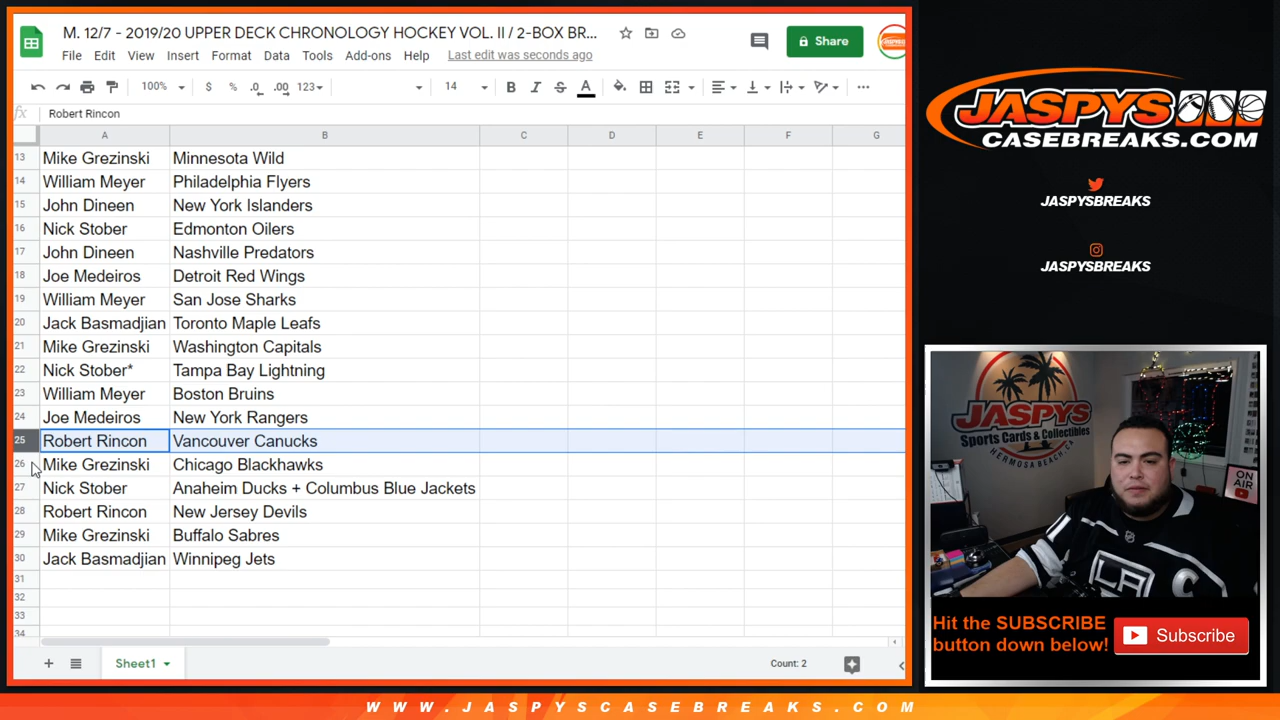 M. 12/7 - 2019/20 UPPER DECK CHRONOLOGY HOCKEY VOL. II / 2-BOX BR...
Share
File Edit View Insert Format Data Tools Add-ons Help Last edit was seconds ago
100% $ % .0 .00 123 14 B I S A
fx Robert Rincon
A B C D E F G
13 Mike Grezinski Minnesota Wild
14 William Meyer Philadelphia Flyers
15 John Dineen New York Islanders
16 Nick Stober Edmonton Oilers
17 John Dineen Nashville Predators
18 Joe Medeiros Detroit Red Wings
19 William Meyer San Jose Sharks
20 Jack Basmadjian Toronto Maple Leafs
21 Mike Grezinski Washington Capitals
22 Nick Stober* Tampa Bay Lightning
23 William Meyer Boston Bruins
24 Joe Medeiros New York Rangers
25 Robert Rincon Vancouver Canucks
26 Mike Grezinski Chicago Blackhawks
27 Nick Stober Anaheim Ducks + Columbus Blue Jackets
28 Robert Rincon New Jersey Devils
29 Mike Grezinski Buffalo Sabres
30 Jack Basmadjian Winnipeg Jets
31
32
33
34
Sheet1 Count: 2
JASPYS
CASEBREAKS.COM
JASPYSBREAKS
JASPYSBREAKS
JASPYS
Sports Cards & Collectibles
HERMOSA BEACH, CA
ON
AIR
LA
C
Hit the SUBSCRIBE
button down below!
Subscribe
WWW.JASPYSCASEBREAKS.COM